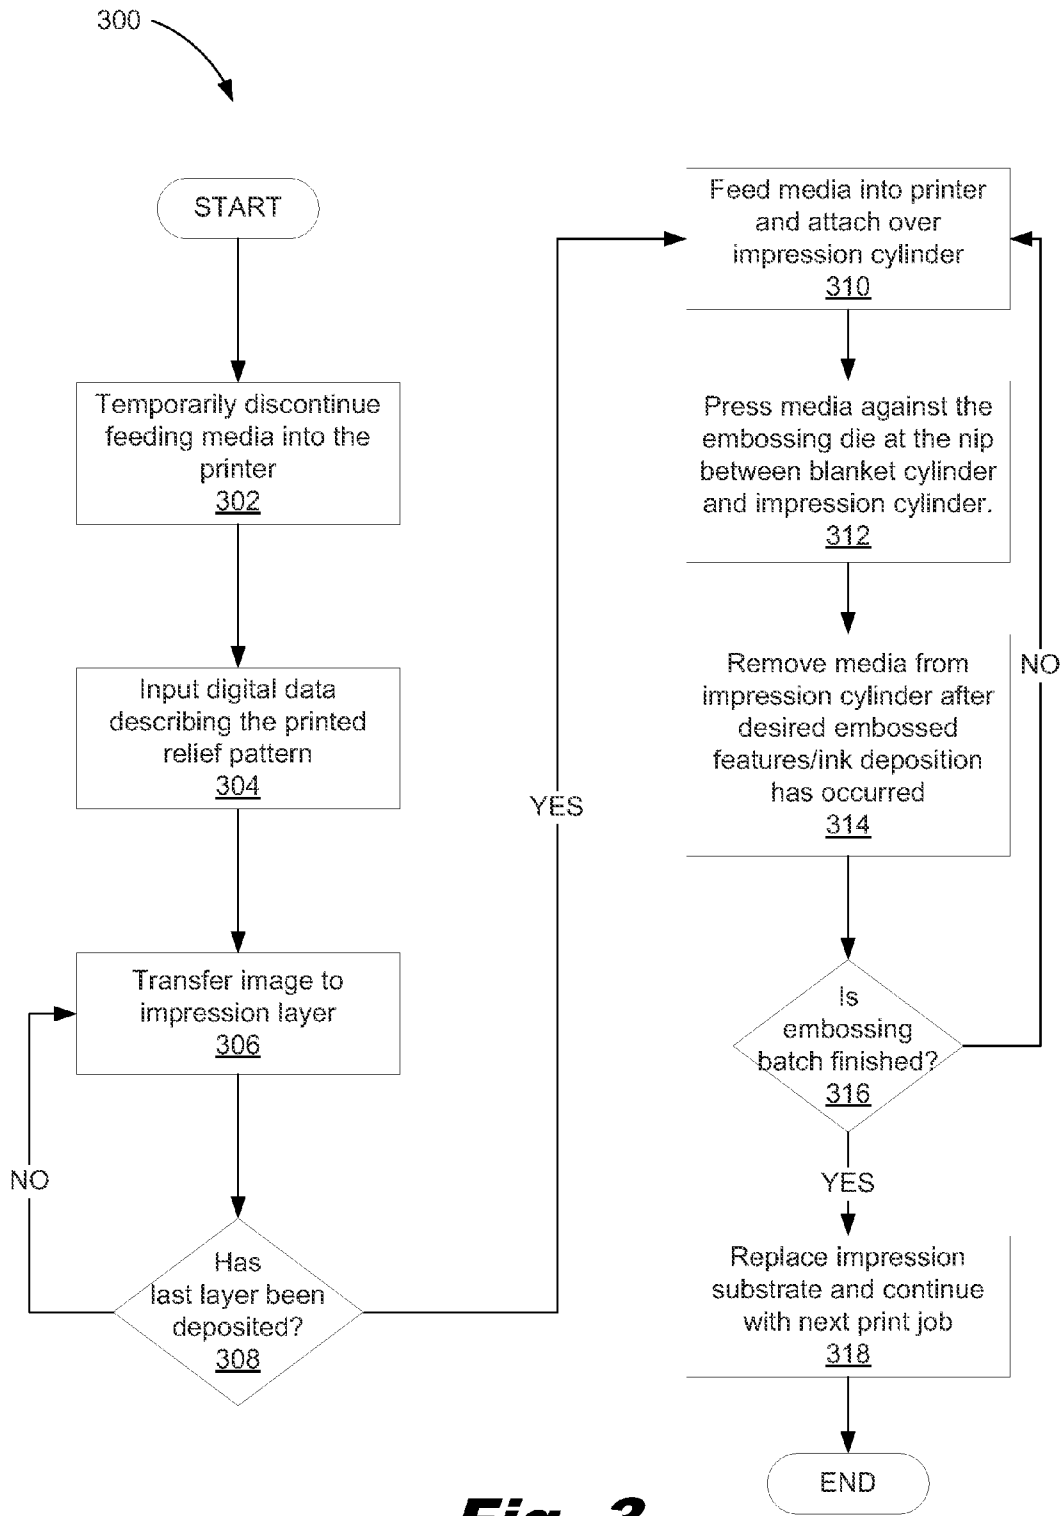 300
START
Temporarily discontinue
feeding media into the
printer
302
Input digital data
describing the printed
relief pattern
304
Transfer image to
impression layer
306
NO
Has
last layer been
deposited?
308
YES
Feed media into printer
and attach over
impression cylinder
310
Press media against the
embossing die at the nip
between blanket cylinder
and impression cylinder.
312
Remove media from
impression cylinder after
desired embossed
features/ink deposition
has occurred
314
NO
Is
embossing
batch finished?
316
YES
Replace impression
substrate and continue
with next print job
318
END
Fig. 3